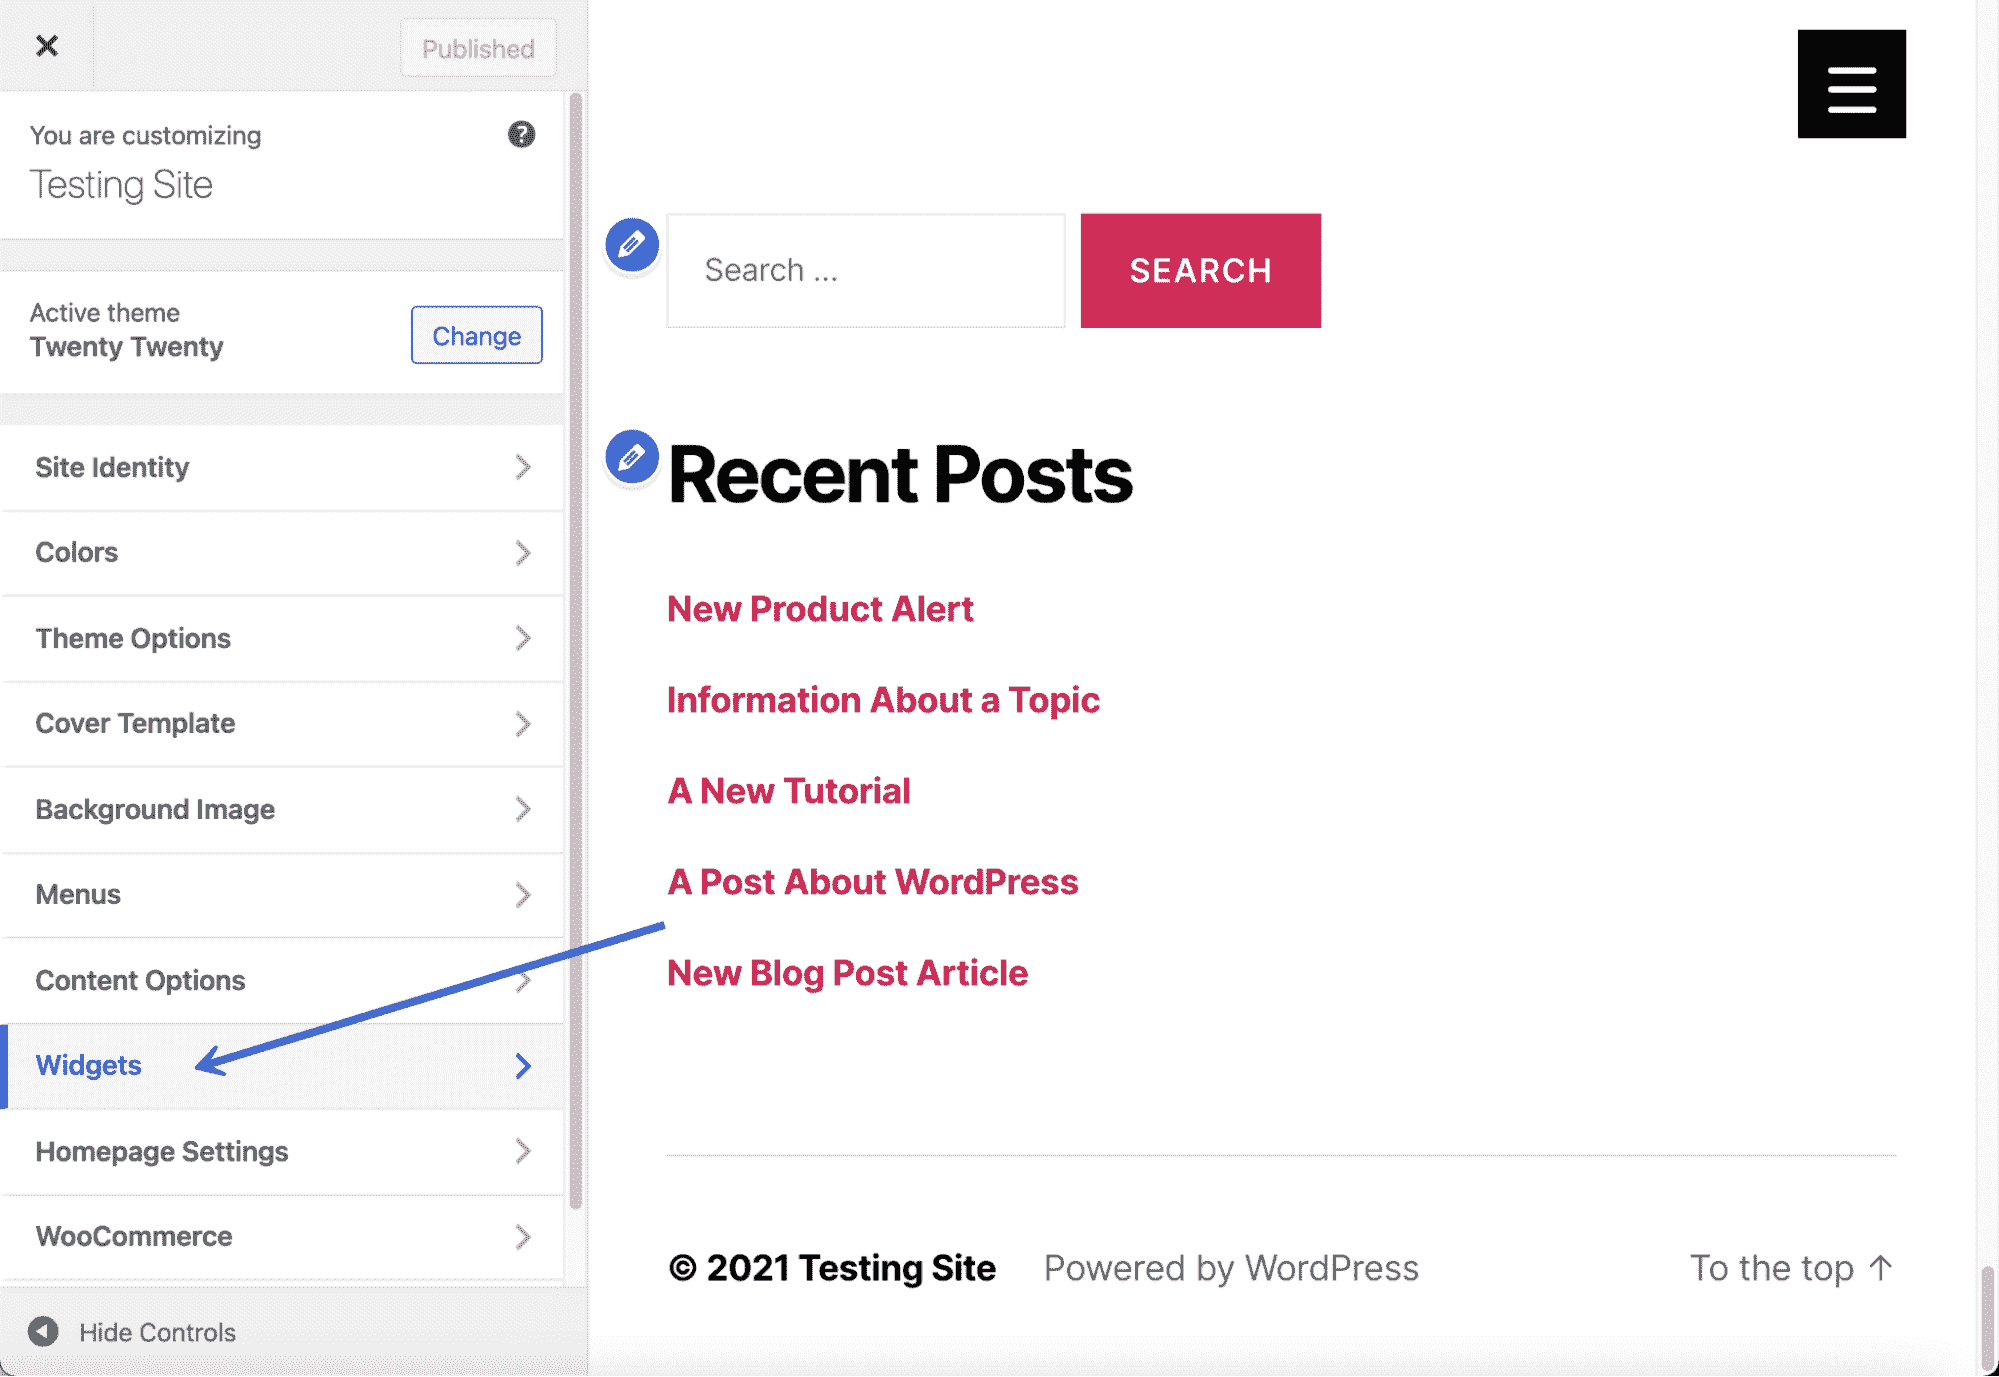 Published
You are customizing
Testing Site
Active theme
Twenty Twenty
Change
Site Identity
Colors
Theme Options
Cover Template
Background Image
Menus
Content Options
Widgets
Homepage Settings
WooCommerce
Hide Controls
Search ...
SEARCH
Recent Posts
New Product Alert
Information About a Topic
A New Tutorial
A Post About WordPress
New Blog Post Article
© 2021 Testing Site Powered by WordPress To the top ↑